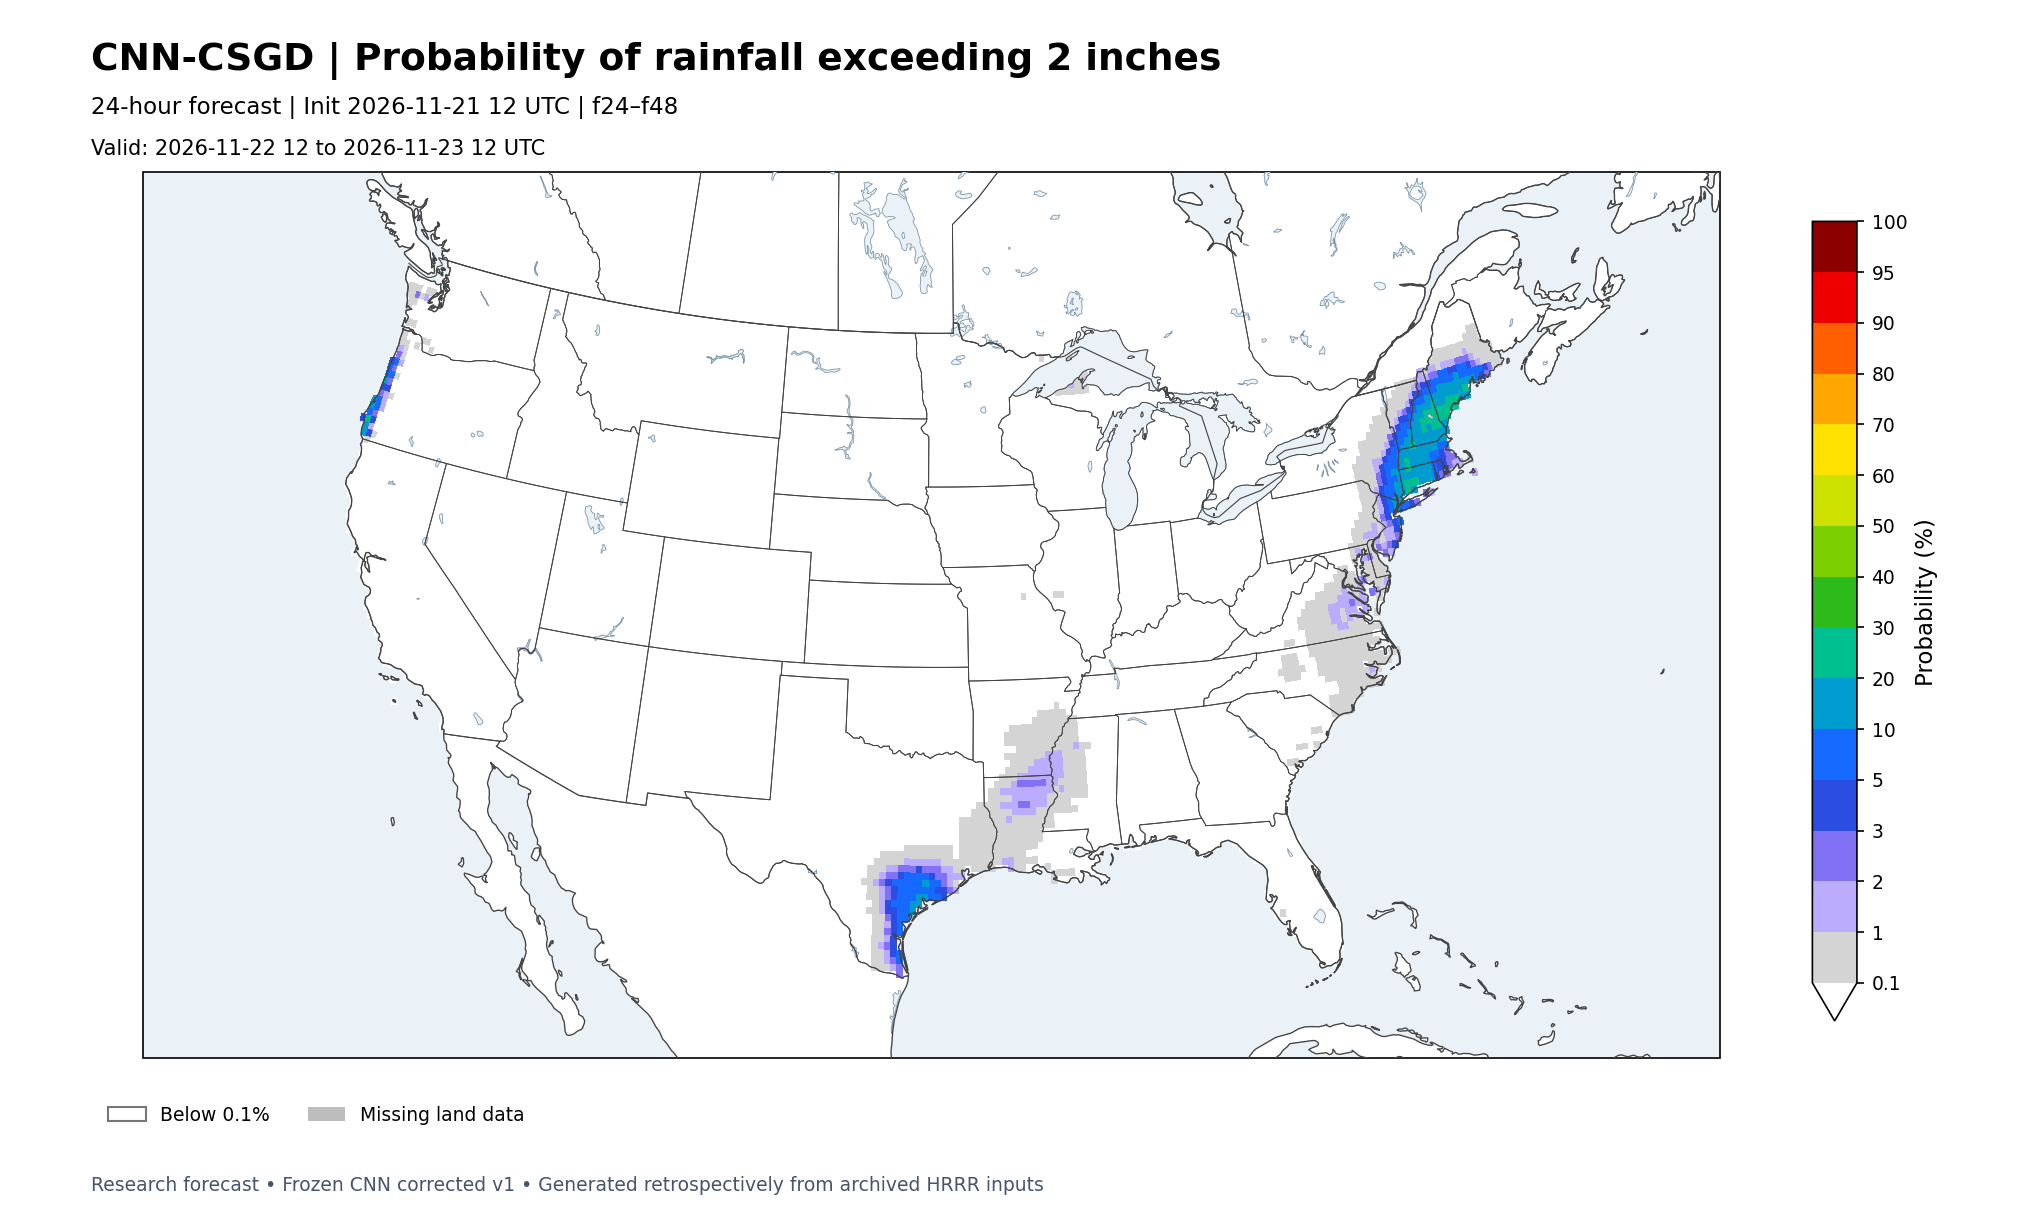 CNN-CSGD | Probability of rainfall exceeding 2 inches
24-hour forecast | Init 2026-11-21 12 UTC | f24–f48
Valid: 2026-11-22 12 to 2026-11-23 12 UTC
100
95
90
80
70
60
50
40
30
20
10
5
3
2
1
0.1
Probability (%)
Below 0.1%
Missing land data
Research forecast • Frozen CNN corrected v1 • Generated retrospectively from archived HRRR inputs